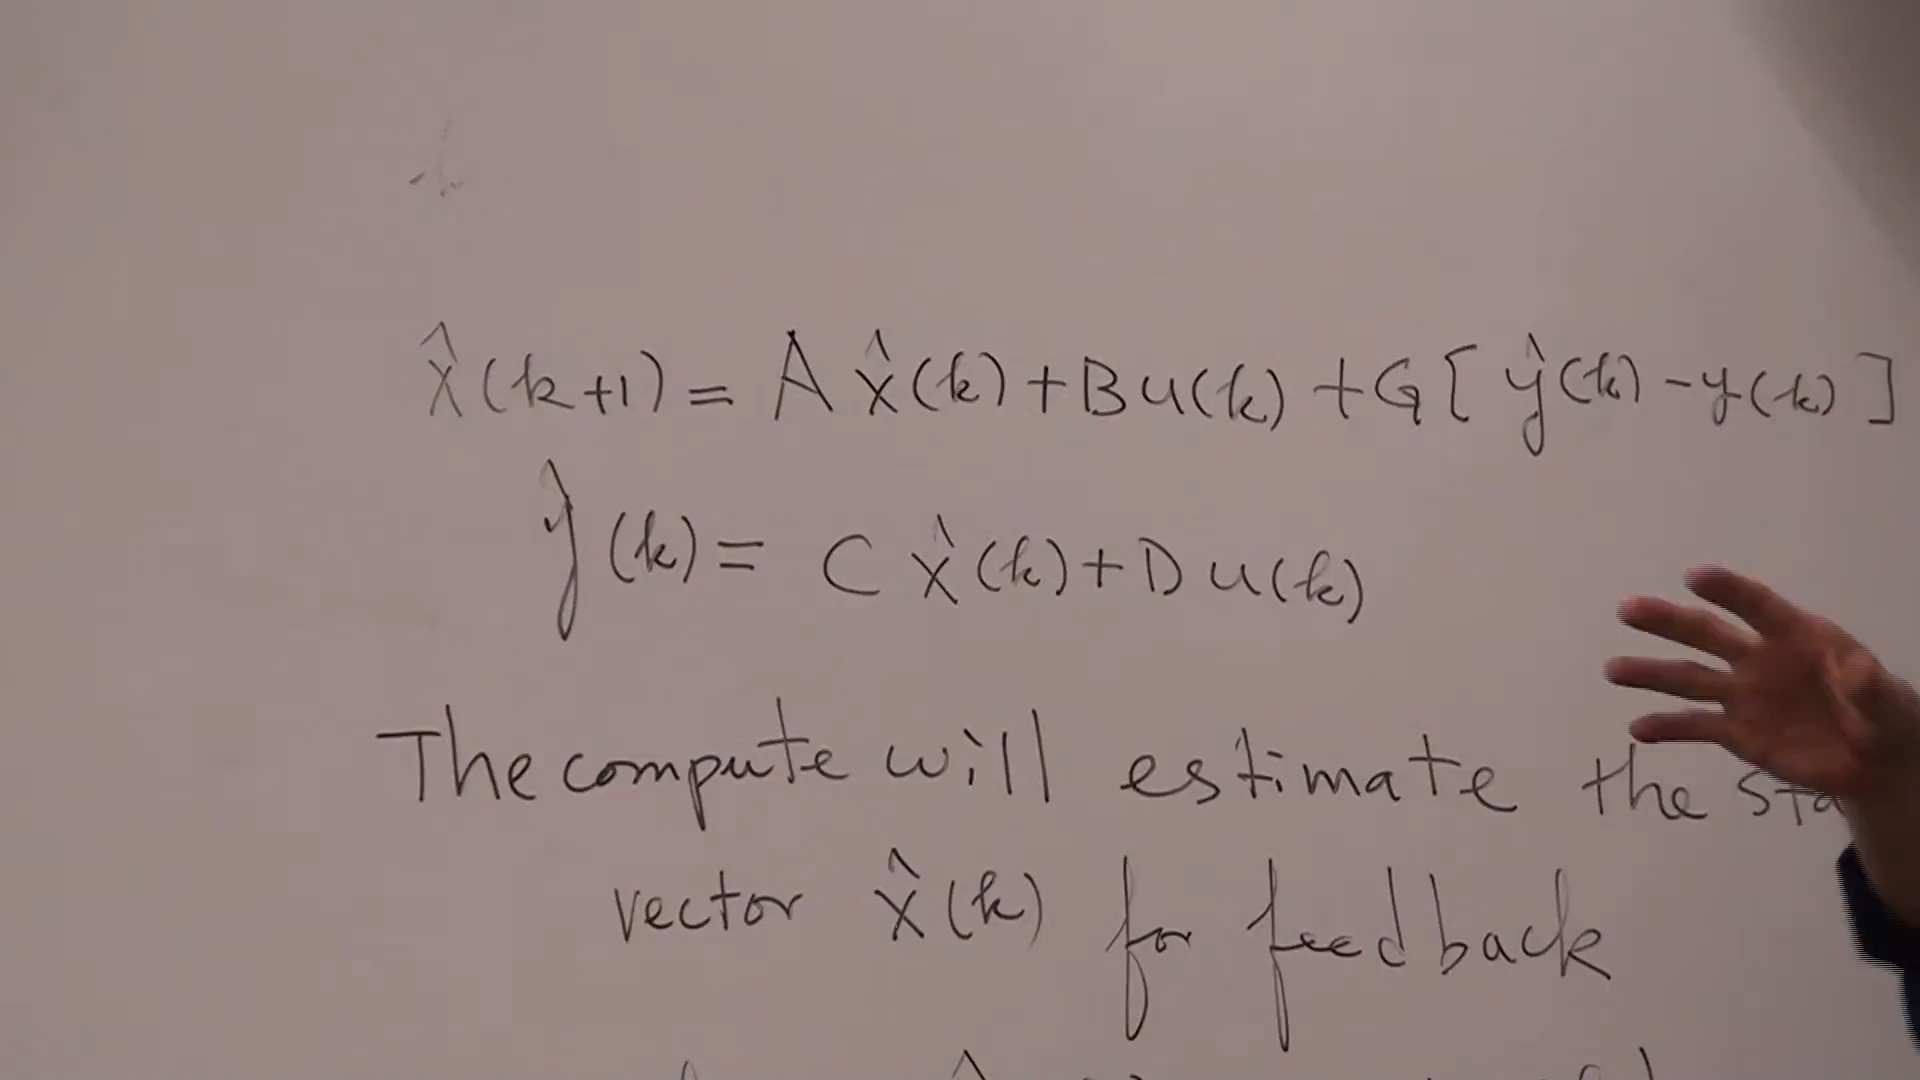 x̂(k+1) = A x̂(k) + B u(k) + G [ ŷ(k) - y(k) ]
ŷ(k) = C x̂(k) + D u(k)
The compute will estimate the
vector x̂(k) for feedback